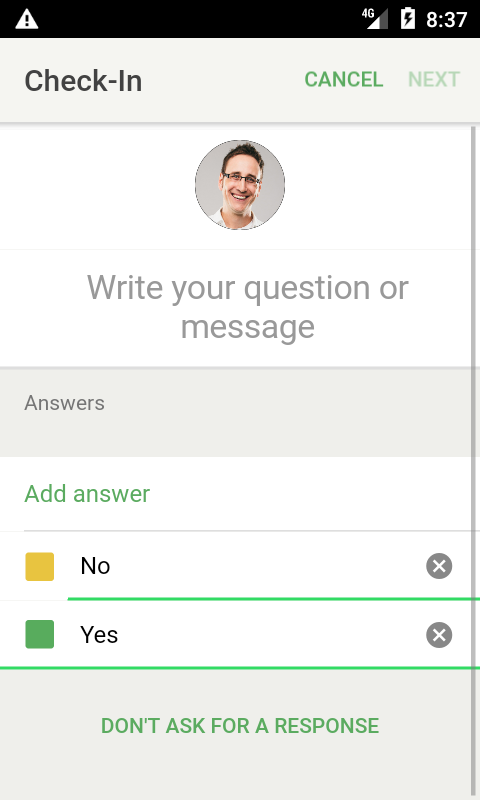 4G
8:37
Check-In
CANCEL
NEXT
Write your question or
message
Answers
Add answer
No
Yes
DON'T ASK FOR A RESPONSE